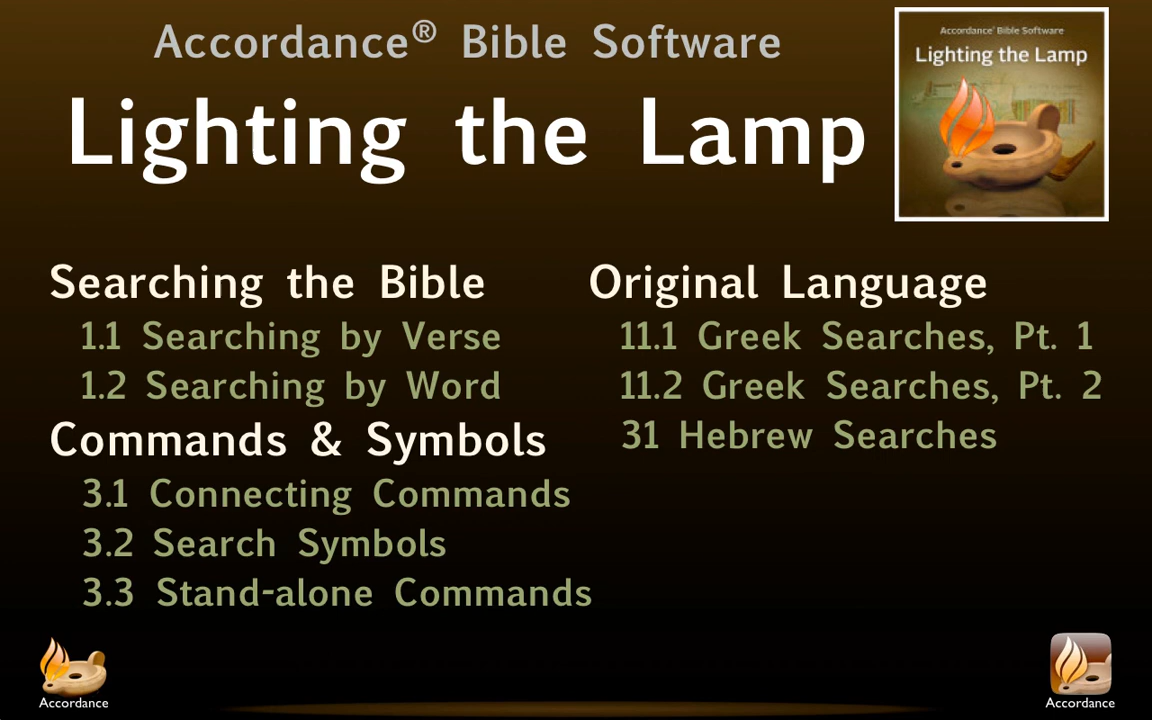 Accordance® Bible Software
Lighting the Lamp
Accordance® Bible Software
Lighting the Lamp
Searching the Bible
1.1 Searching by Verse
1.2 Searching by Word
Commands & Symbols
3.1 Connecting Commands
3.2 Search Symbols
3.3 Stand-alone Commands
Original Language
11.1 Greek Searches, Pt. 1
11.2 Greek Searches, Pt. 2
31 Hebrew Searches
Accordance
Accordance